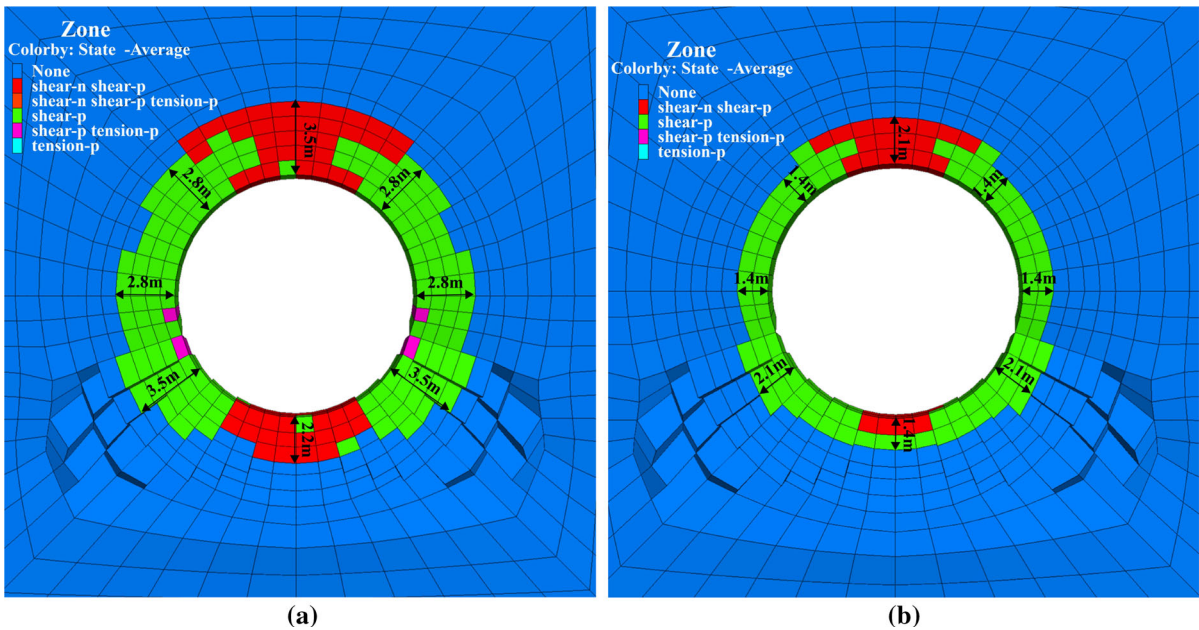 Zone
Colorby: State -Average
None
shear-n shear-p
shear-n shear-p tension-p
shear-p
shear-p tension-p
tension-p
3.5m
2.8m
2.8m
2.8m
2.8m
3.5m
3.5m
2.2m
(a)
Zone
Colorby: State -Average
None
shear-n shear-p
shear-p
shear-p tension-p
tension-p
2.1m
1.4m
1.4m
1.4m
1.4m
2.1m
2.1m
1.4m
(b)